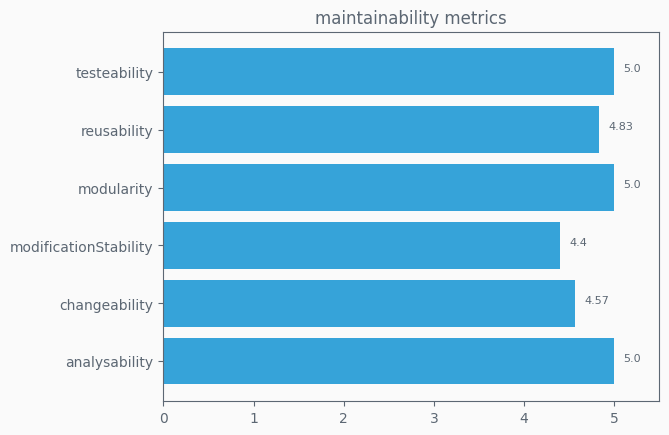 maintainability metrics
testeability 5.0
reusability 4.83
modularity 5.0
modificationStability 4.4
changeability 4.57
analysability 5.0
0 1 2 3 4 5